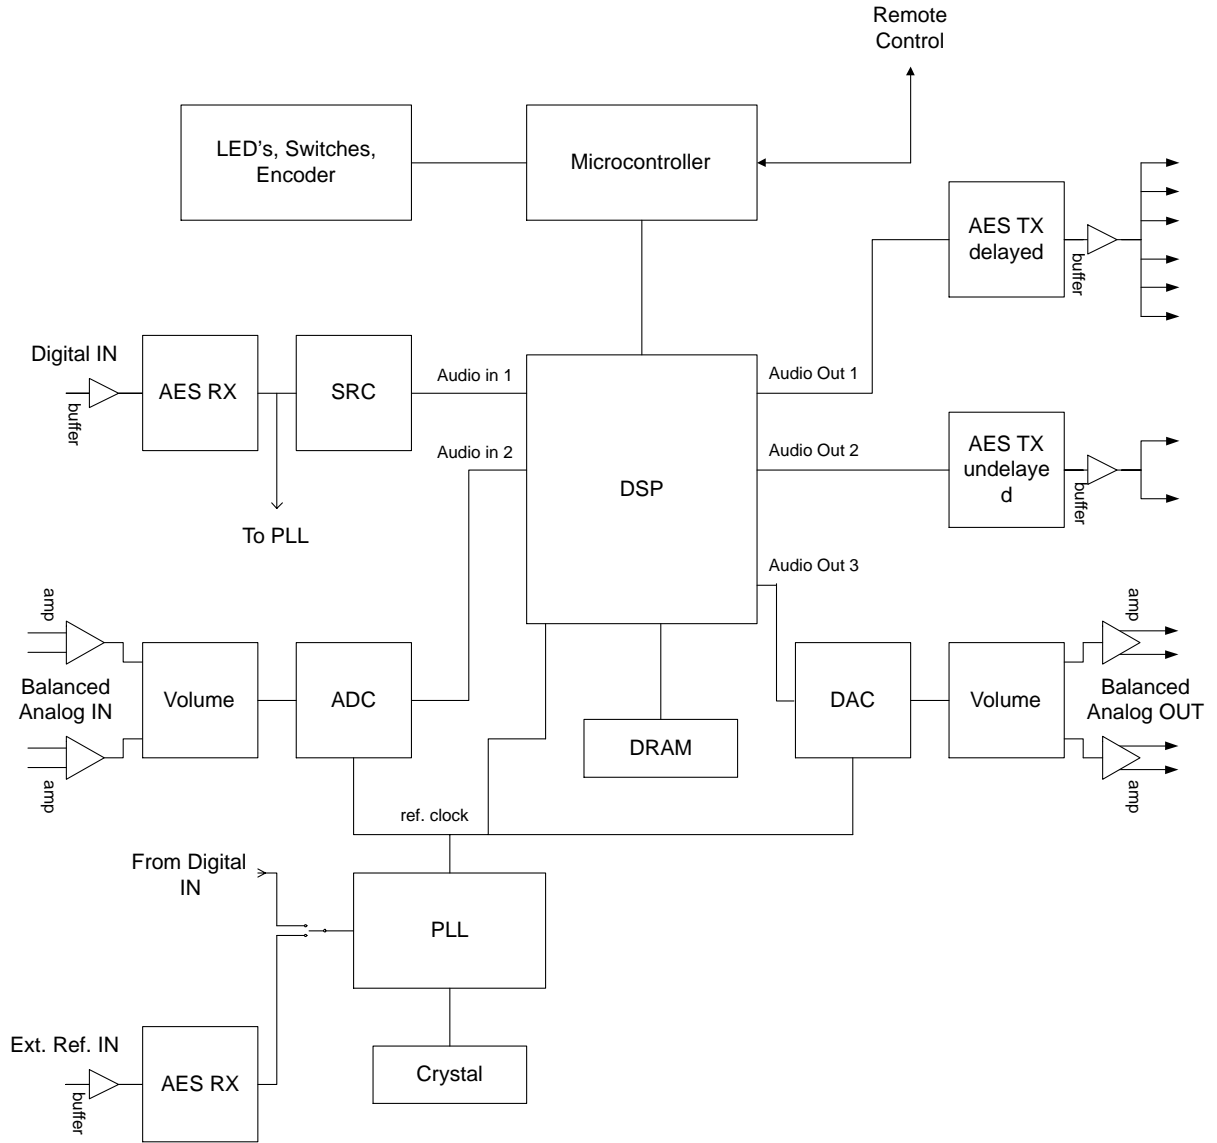 Remote
Control
LED's, Switches,
Encoder
Microcontroller
AES TX
delayed
buffer
Digital IN
buffer
AES RX
SRC
Audio in 1
Audio in 2
To PLL
DSP
Audio Out 1
Audio Out 2
Audio Out 3
AES TX
undelaye
d
buffer
amp
Balanced
Analog IN
amp
Volume
ADC
DRAM
DAC
Volume
amp
Balanced
Analog OUT
amp
ref. clock
From Digital
IN
PLL
Ext. Ref. IN
buffer
AES RX
Crystal